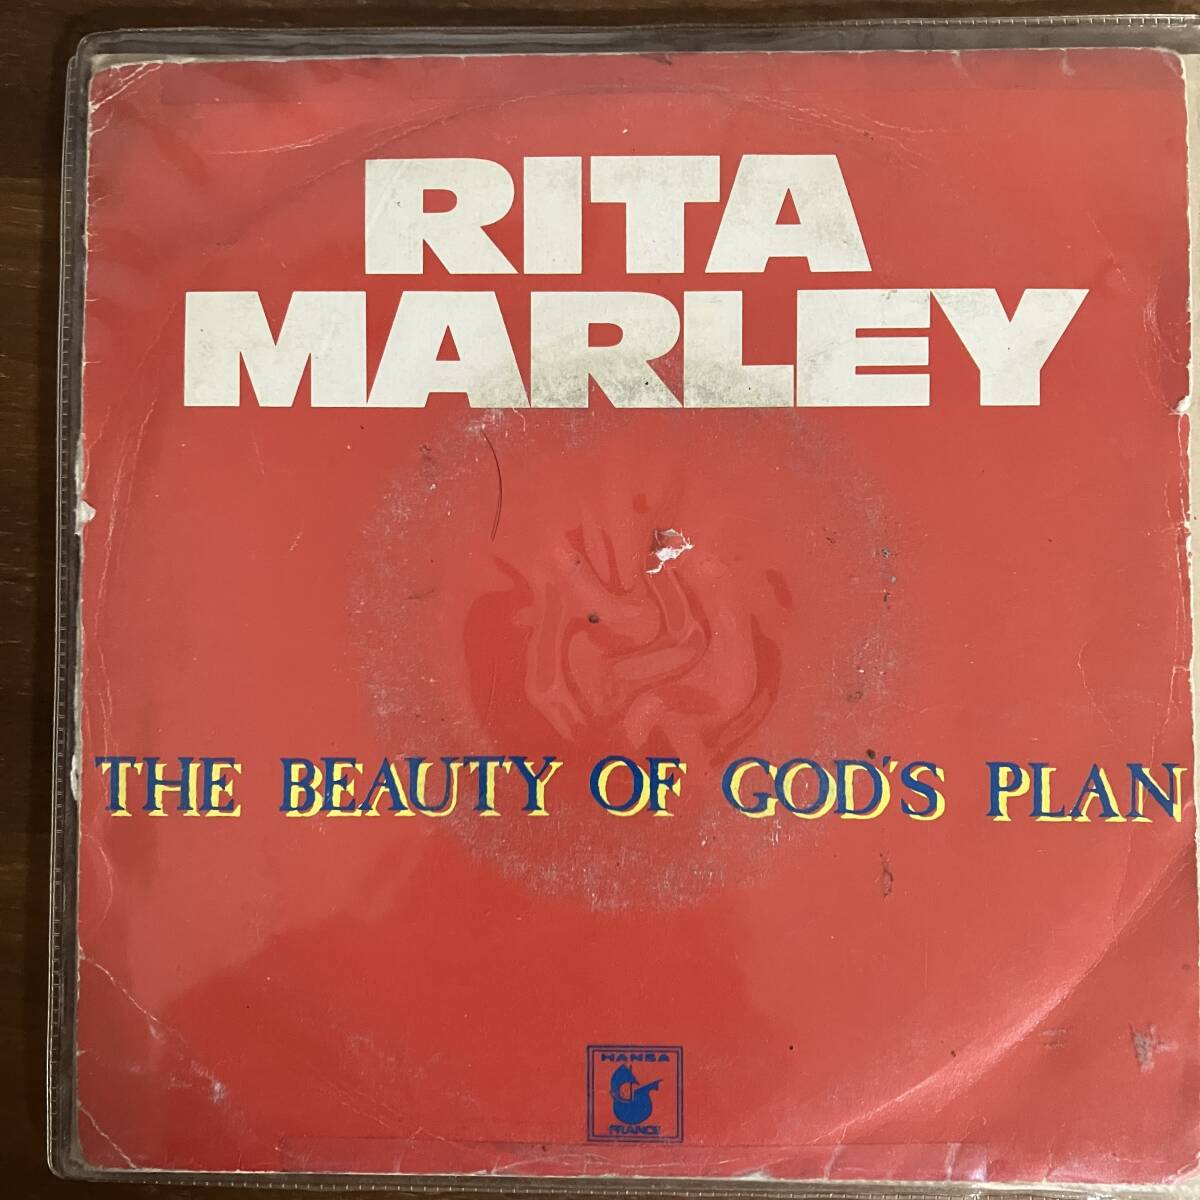 RITA
MARLEY
THE BEAUTY OF GOD'S PLAN
HANSA
FRANCE